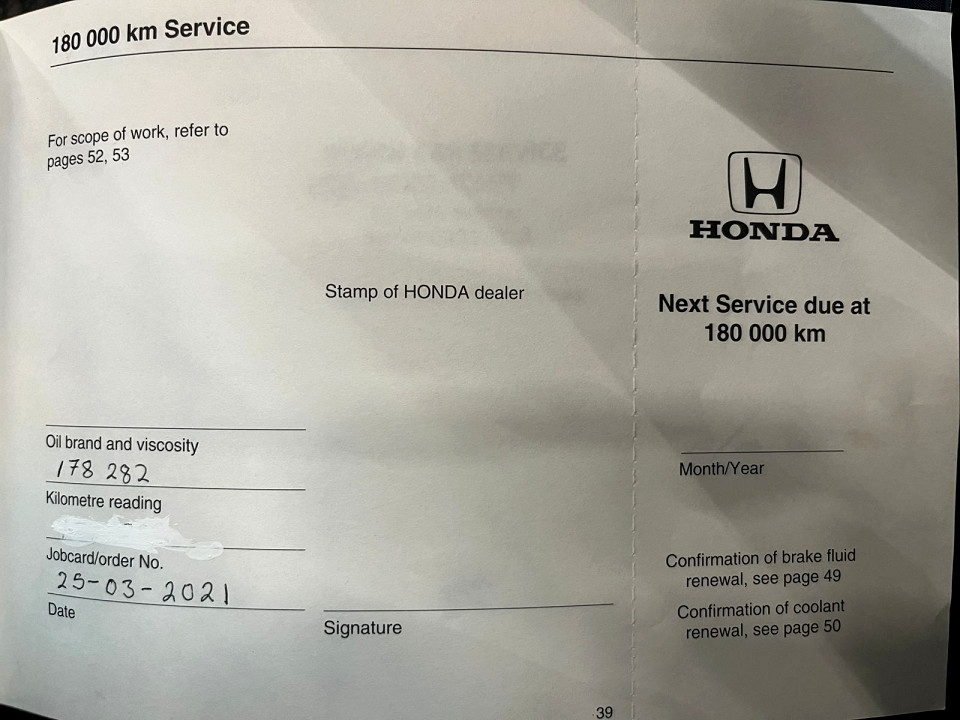 180 000 km Service
For scope of work, refer to
pages 52, 53
Stamp of HONDA dealer
Oil brand and viscosity
178 282
Kilometre reading
Jobcard/order No.
25-03-2021
Date
Signature
HONDA
Next Service due at
180 000 km
Month/Year
Confirmation of brake fluid
renewal, see page 49
Confirmation of coolant
renewal, see page 50
39